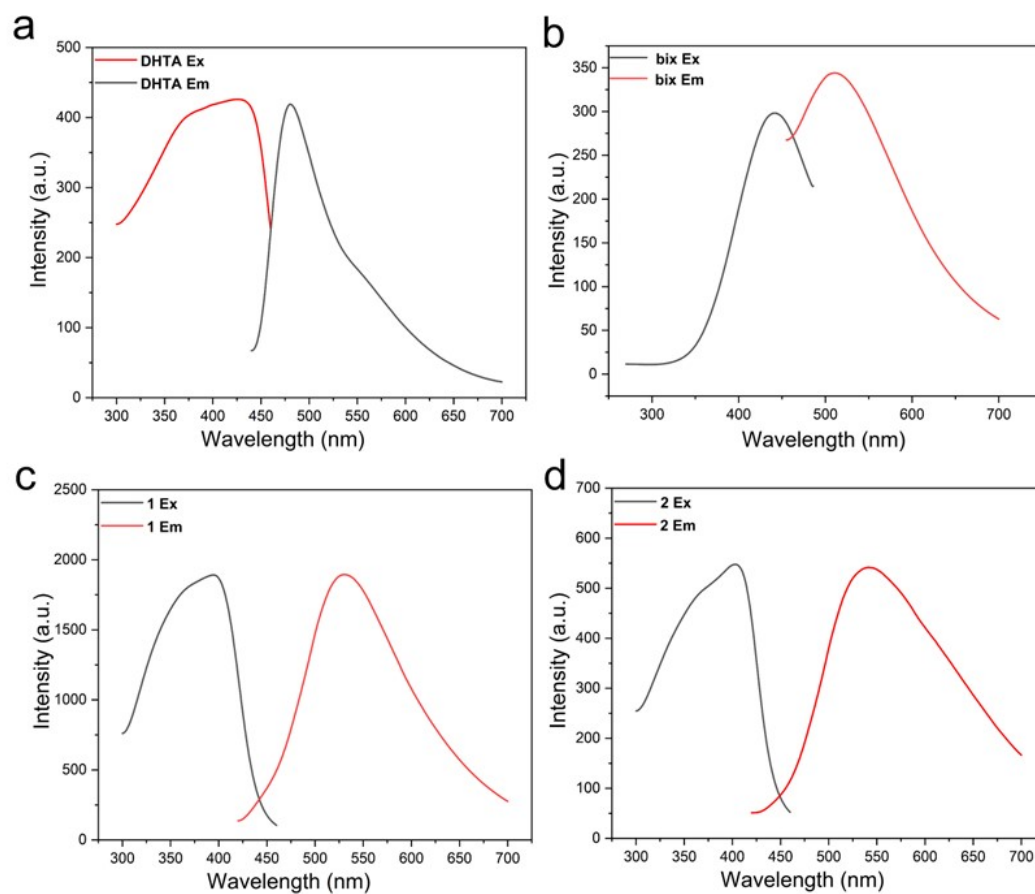 a
500
400
300
200
100
0
Intensity (a.u.)
DHTA Ex
DHTA Em
300 350 400 450 500 550 600 650 700
Wavelength (nm)
b
350
300
250
200
150
100
50
0
Intensity (a.u.)
bix Ex
bix Em
300 400 500 600 700
Wavelength (nm)
c
2500
2000
1500
1000
500
0
Intensity (a.u.)
1 Ex
1 Em
300 350 400 450 500 550 600 650 700
Wavelength (nm)
d
700
600
500
400
300
200
100
0
Intensity (a.u.)
2 Ex
2 Em
300 350 400 450 500 550 600 650 700
Wavelength (nm)